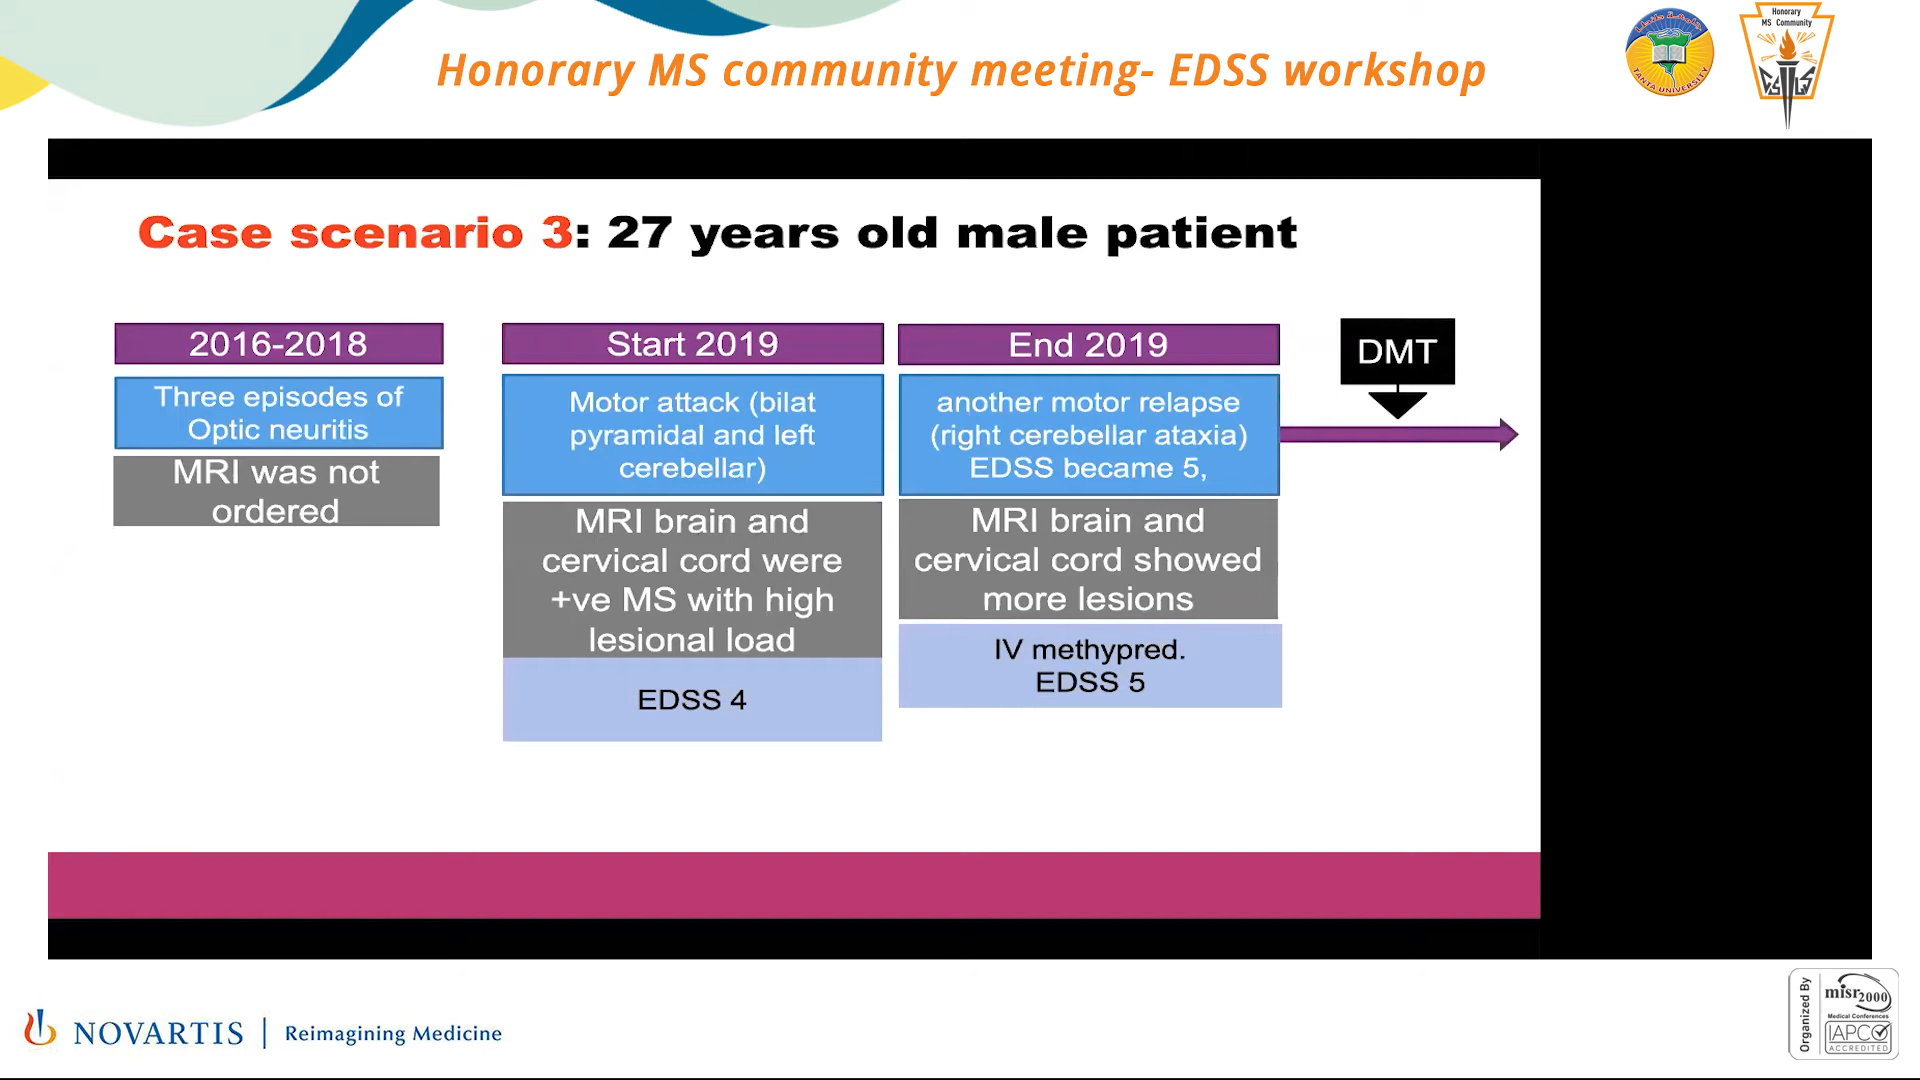 Honorary MS community meeting- EDSS workshop
TANTA UNIVERSITY
Honorary
MS Community
Case scenario 3: 27 years old male patient
2016-2018
Three episodes of
Optic neuritis
MRI was not
ordered
Start 2019
Motor attack (bilat
pyramidal and left
cerebellar)
MRI brain and
cervical cord were
+ve MS with high
lesional load
EDSS 4
End 2019
another motor relapse
(right cerebellar ataxia)
EDSS became 5,
MRI brain and
cervical cord showed
more lesions
IV methypred.
EDSS 5
DMT
NOVARTIS
Reimagining Medicine
Organized By
misr2000
Medical Conferences
IAPCO
ACCREDITED